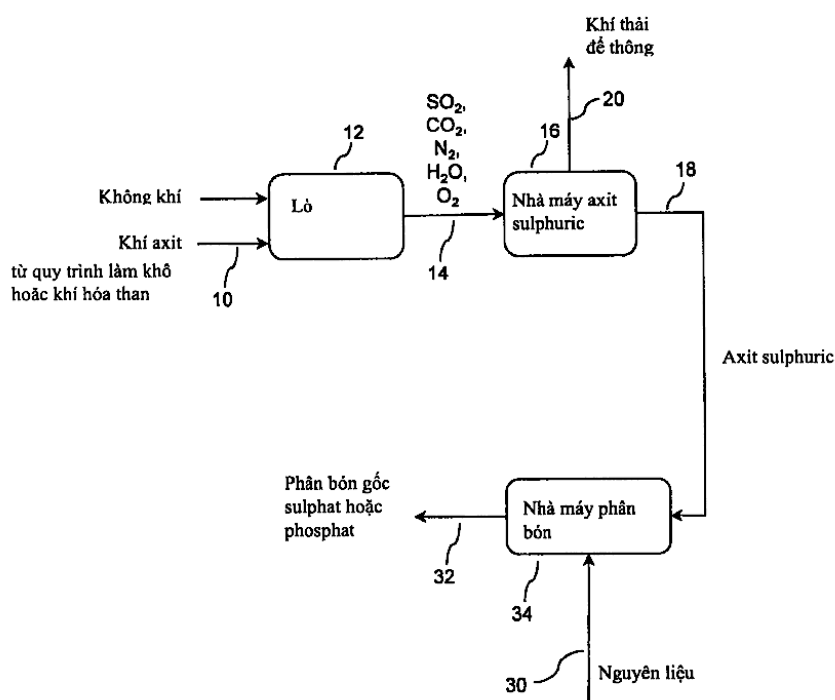 Khí thải
để thông
20
SO₂,
CO₂,
N₂,
H₂O,
O₂
12
16
18
Không khí
Lò
Nhà máy axit
sulphuric
Khí axit
từ quy trình làm khô
hoặc khí hóa than
10
14
Axit sulphuric
Phân bón gốc
sulphat hoặc
phosphat
Nhà máy phân
bón
32
34
30
Nguyên liệu